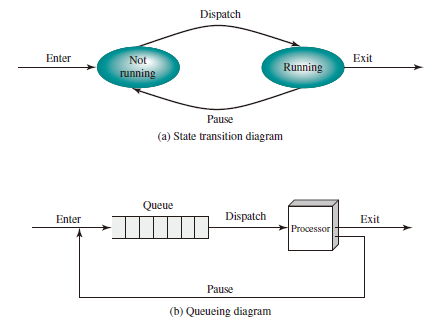 Dispatch
Enter
Not
running
Running
Exit
Pause
(a) State transition diagram
Queue
Enter
Dispatch
Processor
Exit
Pause
(b) Queueing diagram